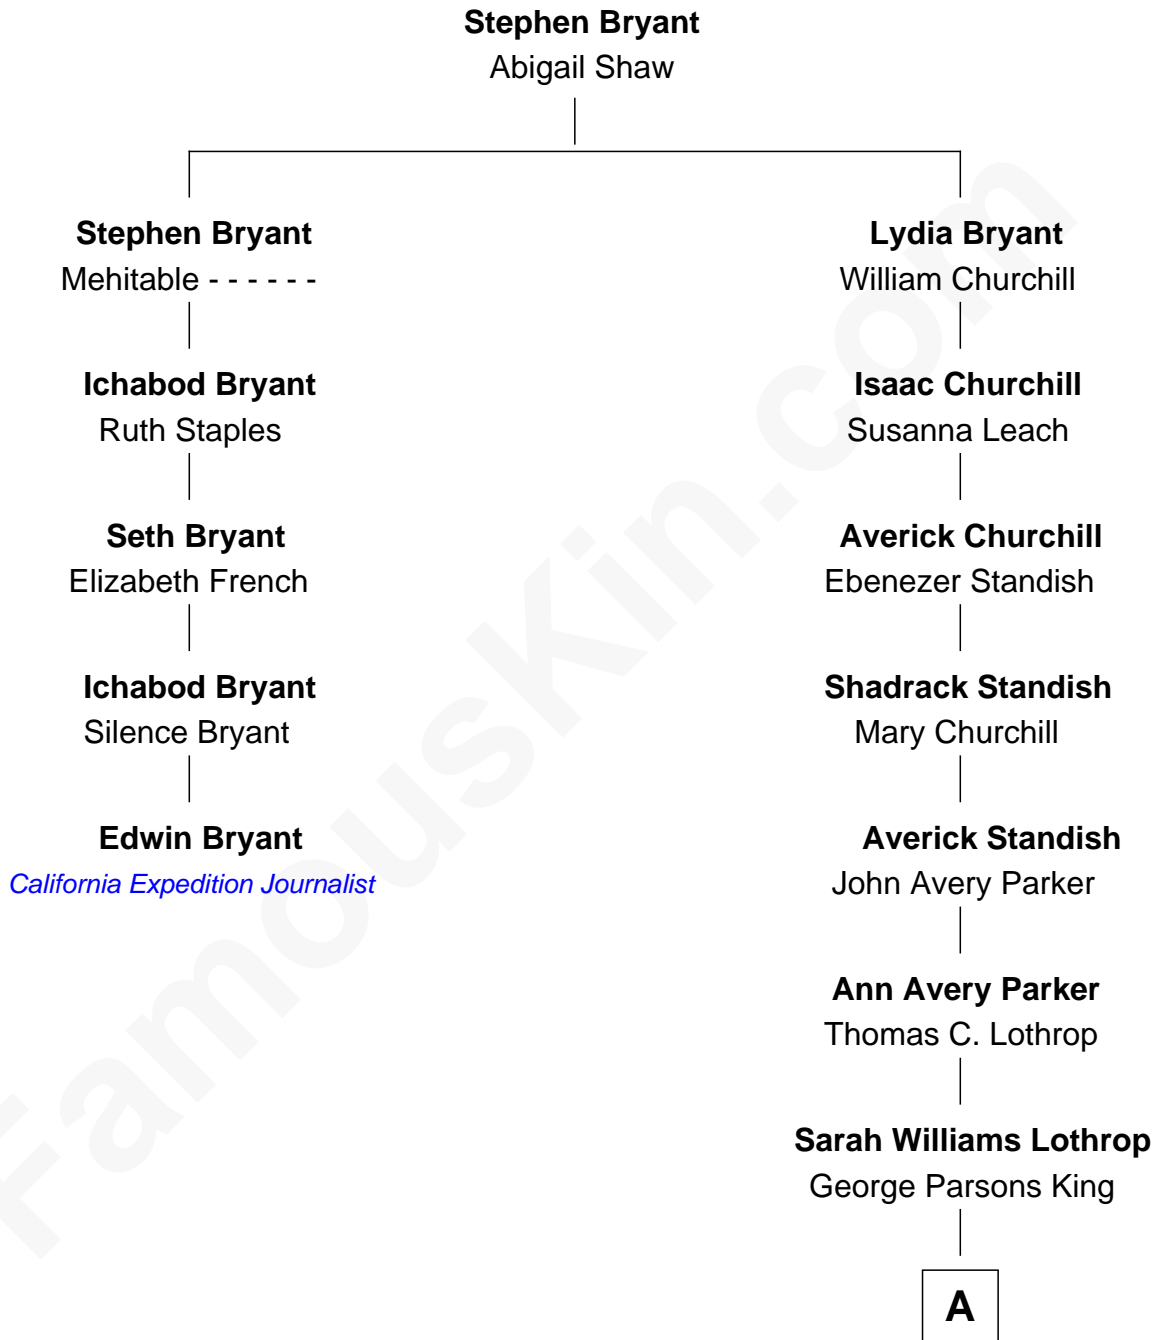 Stephen Bryant
Abigail Shaw
Stephen Bryant
Mehitable - - - - - -
Lydia Bryant
William Churchill
Ichabod Bryant
Ruth Staples
Isaac Churchill
Susanna Leach
Seth Bryant
Elizabeth French
Averick Churchill
Ebenezer Standish
Ichabod Bryant
Silence Bryant
Shadrack Standish
Mary Churchill
Edwin Bryant
California Expedition Journalist
Averick Standish
John Avery Parker
Ann Avery Parker
Thomas C. Lothrop
Sarah Williams Lothrop
George Parsons King
A
FamousKin.com